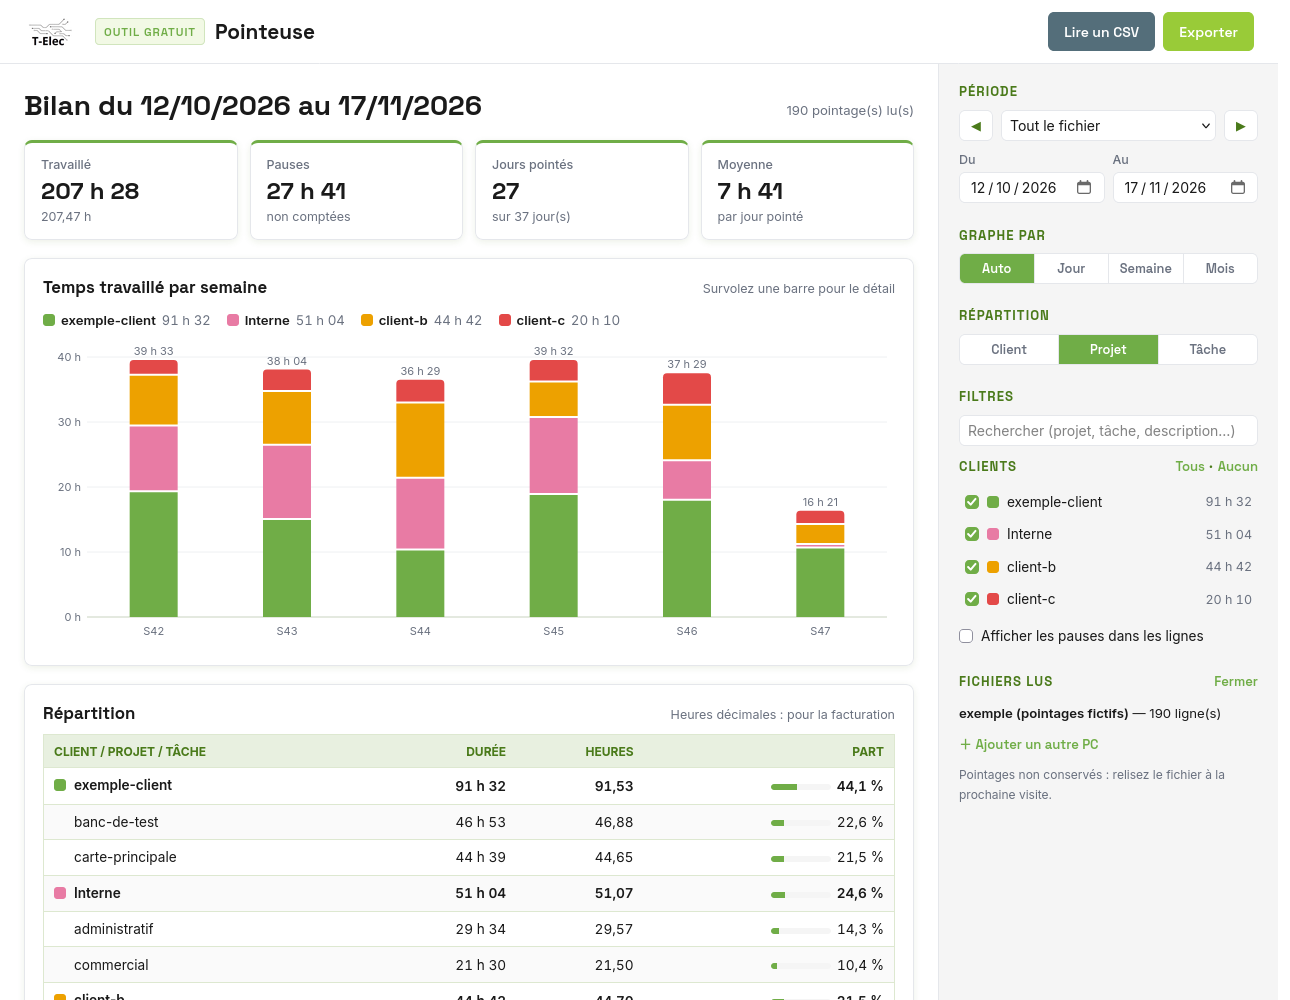 T-Elec
OUTIL GRATUIT
Pointeuse
Lire un CSV
Exporter
Bilan du 12/10/2026 au 17/11/2026
190 pointage(s) lu(s)
Travaillé
207 h 28
207,47 h
Pauses
27 h 41
non comptées
Jours pointés
27
sur 37 jour(s)
Moyenne
7 h 41
par jour pointé
Temps travaillé par semaine
Survolez une barre pour le détail
exemple-client 91 h 32 Interne 51 h 04 client-b 44 h 42 client-c 20 h 10
40 h
30 h
20 h
10 h
0 h
39 h 33
38 h 04
36 h 29
39 h 32
37 h 29
16 h 21
S42 S43 S44 S45 S46 S47
Répartition
Heures décimales : pour la facturation
CLIENT / PROJET / TÂCHE DURÉE HEURES PART
exemple-client 91 h 32 91,53 44,1 %
banc-de-test 46 h 53 46,88 22,6 %
carte-principale 44 h 39 44,65 21,5 %
Interne 51 h 04 51,07 24,6 %
administratif 29 h 34 29,57 14,3 %
commercial 21 h 30 21,50 10,4 %
client-b 44 h 42 44,70 21,5 %
PÉRIODE
◀ Tout le fichier ▶
Du Au
12/10/2026 17/11/2026
GRAPHE PAR
Auto Jour Semaine Mois
RÉPARTITION
Client Projet Tâche
FILTRES
Rechercher (projet, tâche, description…)
CLIENTS Tous · Aucun
exemple-client 91 h 32
Interne 51 h 04
client-b 44 h 42
client-c 20 h 10
Afficher les pauses dans les lignes
FICHIERS LUS Fermer
exemple (pointages fictifs) — 190 ligne(s)
+ Ajouter un autre PC
Pointages non conservés : relisez le fichier à la
prochaine visite.